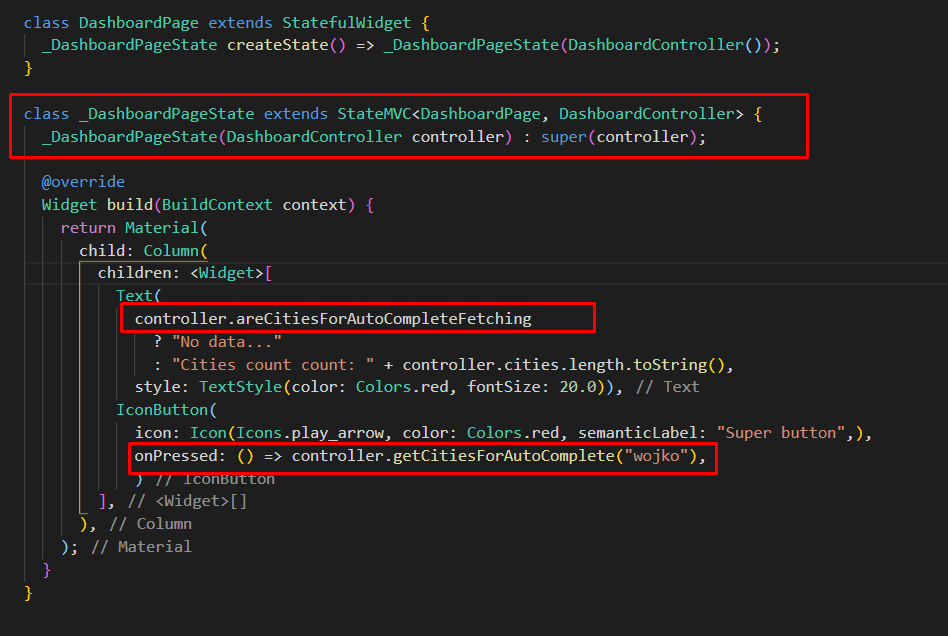 class DashboardPage extends StatefulWidget {
  _DashboardPageState createState() => _DashboardPageState(DashboardController());
}
class _DashboardPageState extends StateMVC<DashboardPage, DashboardController> {
  _DashboardPageState(DashboardController controller) : super(controller);
  @override
  Widget build(BuildContext context) {
    return Material(
      child: Column(
        children: <Widget>[
          Text(
            controller.areCitiesForAutoCompleteFetching
              ? "No data..."
              : "Cities count count: " + controller.cities.length.toString(),
            style: TextStyle(color: Colors.red, fontSize: 20.0)), // Text
          IconButton(
            icon: Icon(Icons.play_arrow, color: Colors.red, semanticLabel: "Super button",),
            onPressed: () => controller.getCitiesForAutoComplete("wojko"),
            ) // IconButton
        ], // <Widget>[]
      ), // Column
    ); // Material
  }
}